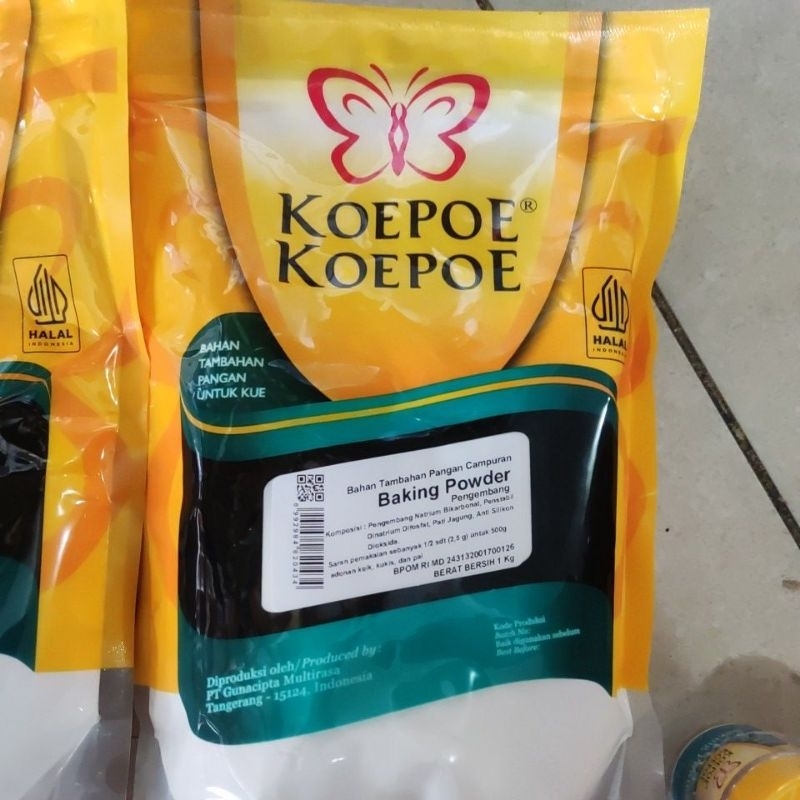 KOEPOE®
KOEPOE
HALAL
INDONESIA
HALAL
INDONESIA
BAHAN
TAMBAHAN
PANGAN
UNTUK KUE
Bahan Tambahan Pangan Campuran
Baking Powder
Pengembang
Komposisi : Pengembang Natrium Bikarbonat, Penstabil
Dinatrium Difosfat, Pati Jagung, Anti Silikon
Dioksida
Saran pemakaian sebanyak 1/2 sdt (2,5 g) untuk 500g
adonan keik, kukis, dan pai
BPOM RI MD 243132001700126
BERAT BERSIH 1 Kg
Kode Produksi
Batch No:
Baik digunakan sebelum
Best Before:
Diproduksi oleh/Produced by:
PT Gunacipta Multirasa
Tangerang - 15124, Indonesia